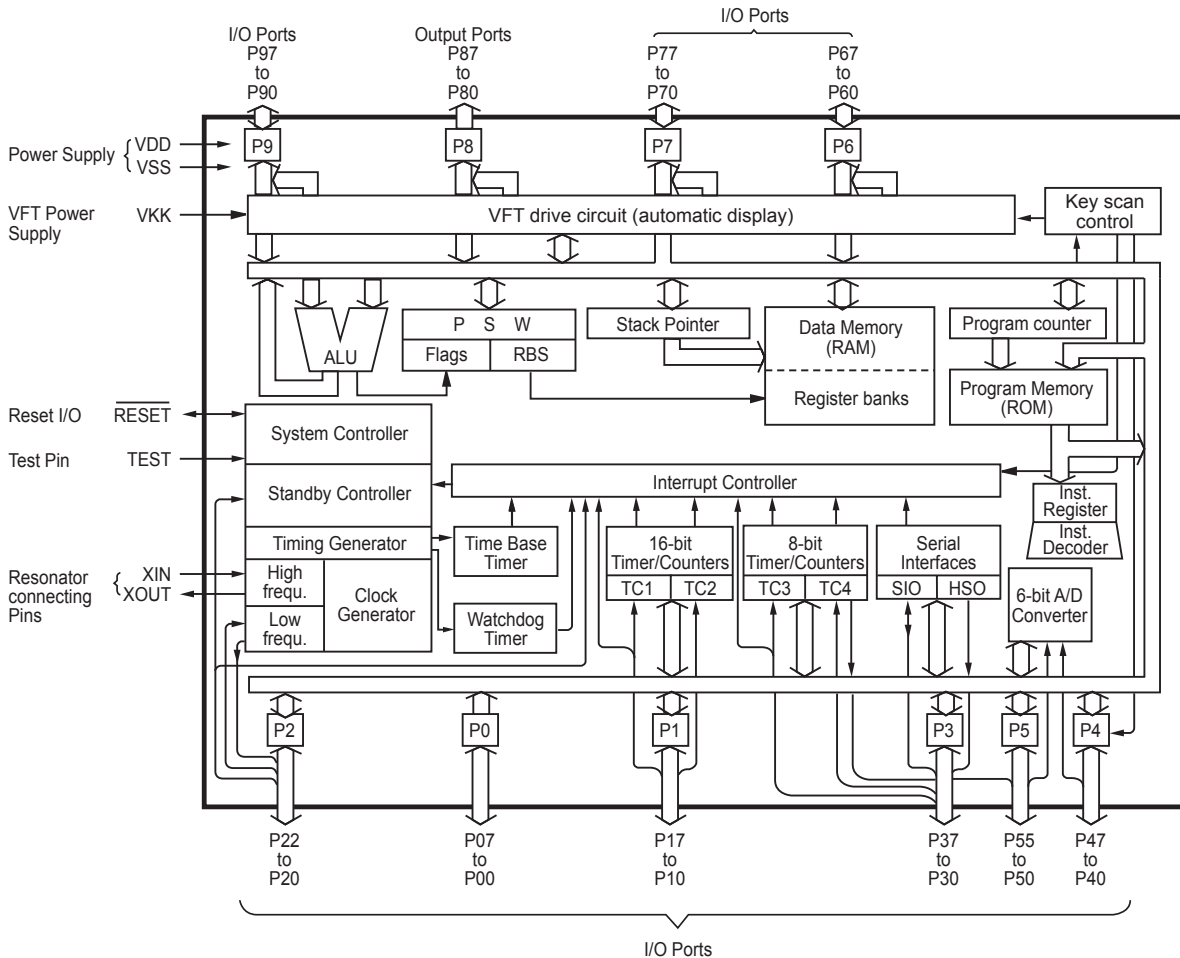 I/O Ports
I/O Ports
P97
to
P90
Output Ports
P87
to
P80
P77
to
P70
P67
to
P60
Power Supply { VDD
VSS
P9
P8
P7
P6
VFT Power
Supply
VKK
VFT drive circuit (automatic display)
Key scan
control
ALU
P S W
Flags
RBS
Stack Pointer
Data Memory
(RAM)
Register banks
Program counter
Program Memory
(ROM)
Reset I/O
RESET
Test Pin
TEST
System Controller
Standby Controller
Interrupt Controller
Inst.
Register
Inst.
Decoder
Timing Generator
Time Base
Timer
16-bit
Timer/Counters
TC1
TC2
8-bit
Timer/Counters
TC3
TC4
Serial
Interfaces
SIO
HSO
6-bit A/D
Converter
Resonator
connecting
Pins
{ XIN
XOUT
High
frequ.
Low
frequ.
Clock
Generator
Watchdog
Timer
P2
P0
P1
P3
P5
P4
P22
to
P20
P07
to
P00
P17
to
P10
P37
to
P30
P55
to
P50
P47
to
P40
I/O Ports